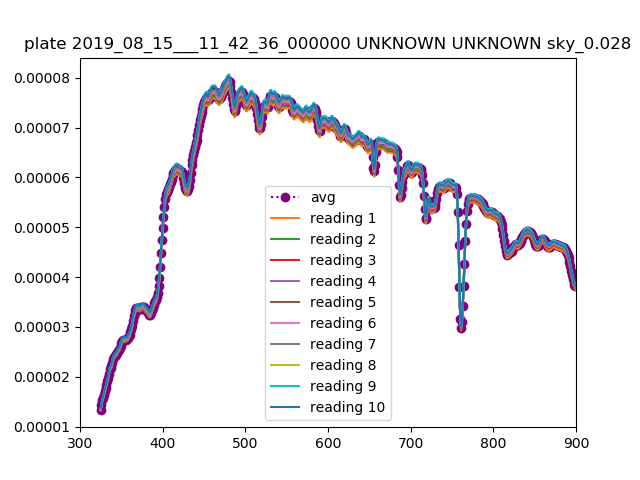 plate 2019_08_15___11_42_36_000000 UNKNOWN UNKNOWN sky_0.028
0.00008
0.00007
0.00006
0.00005
0.00004
0.00003
0.00002
0.00001
avg
reading 1
reading 2
reading 3
reading 4
reading 5
reading 6
reading 7
reading 8
reading 9
reading 10
300 400 500 600 700 800 900